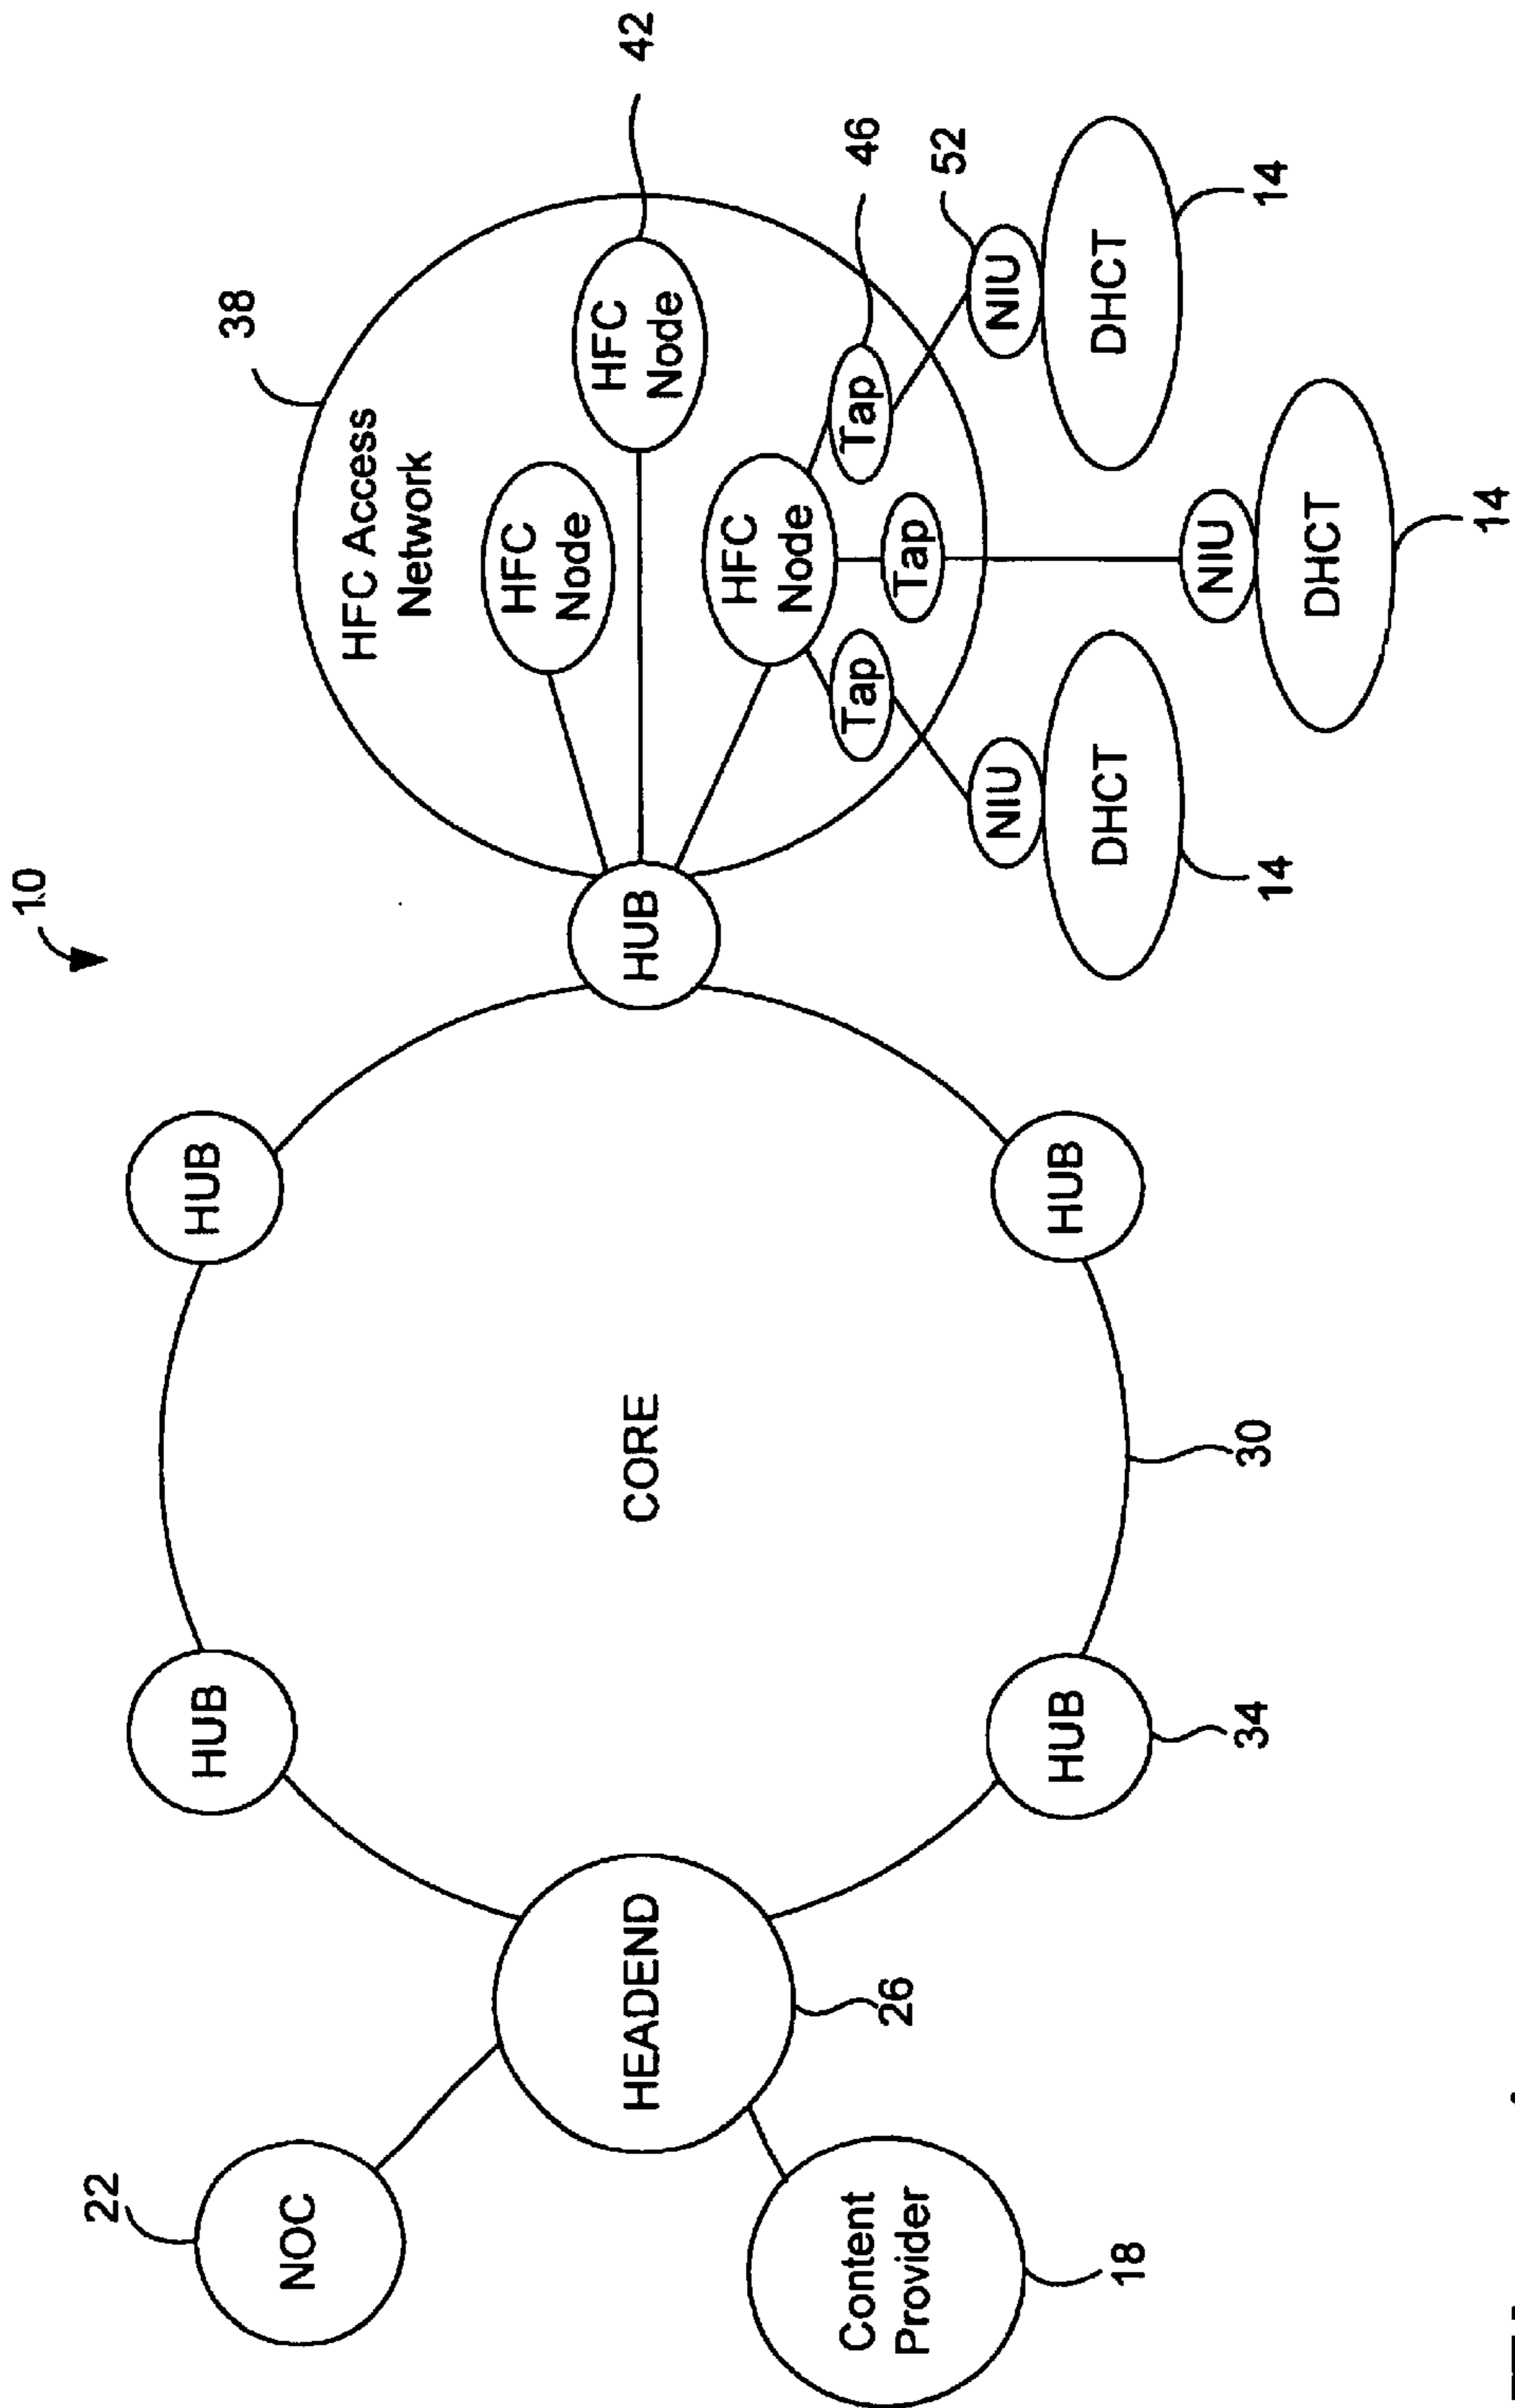 10
22
NOC
Content
Provider
18
HEADEND
26
HUB
HUB
34
CORE
30
HUB
HUB
HUB
38
HFC Access
Network
HFC
Node
HFC
Node
42
HFC
Node
Tap
Tap
Tap
46
NIU
NIU
NIU
52
DHCT
14
DHCT
14
DHCT
14